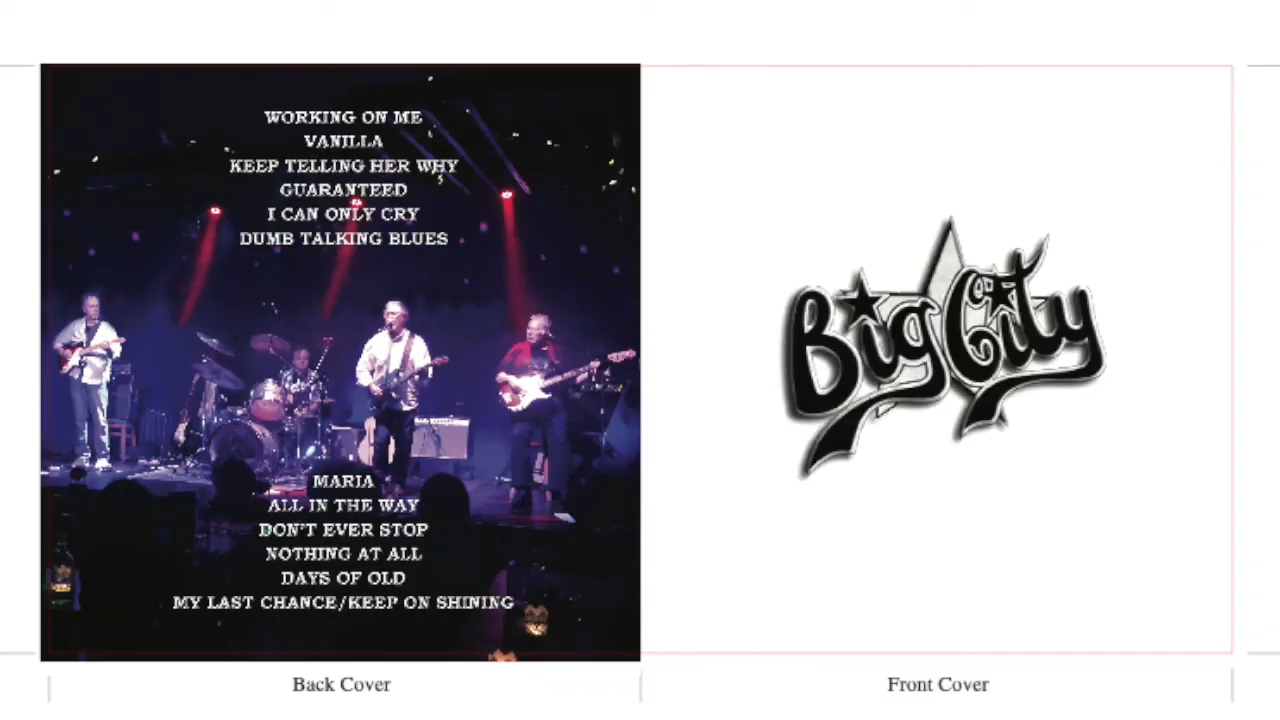 WORKING ON ME
VANILLA
KEEP TELLING HER WHY
GUARANTEED
I CAN ONLY CRY
DUMB TALKING BLUES
MARIA
ALL IN THE WAY
DON'T EVER STOP
NOTHING AT ALL
DAYS OF OLD
MY LAST CHANCE/KEEP ON SHINING
Big City
Back Cover
Front Cover